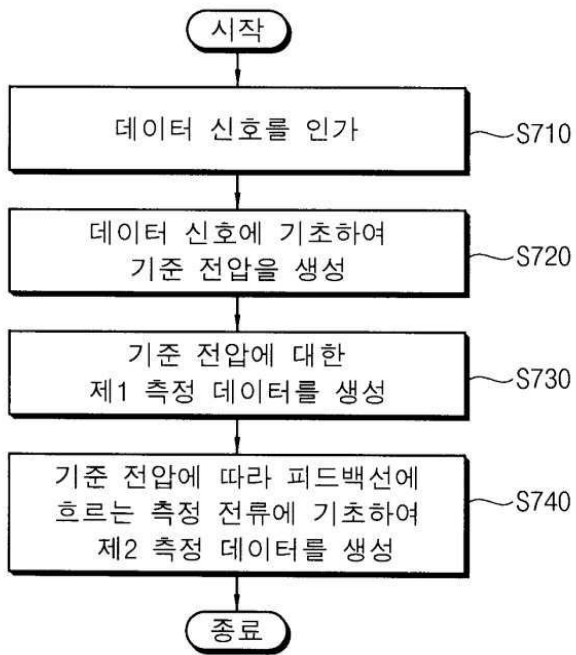 시작
데이터 신호를 인가
S710
데이터 신호에 기초하여
기준 전압을 생성
S720
기준 전압에 대한
제1 측정 데이터를 생성
S730
기준 전압에 따라 피드백선에
흐르는 측정 전류에 기초하여
제2 측정 데이터를 생성
S740
종료